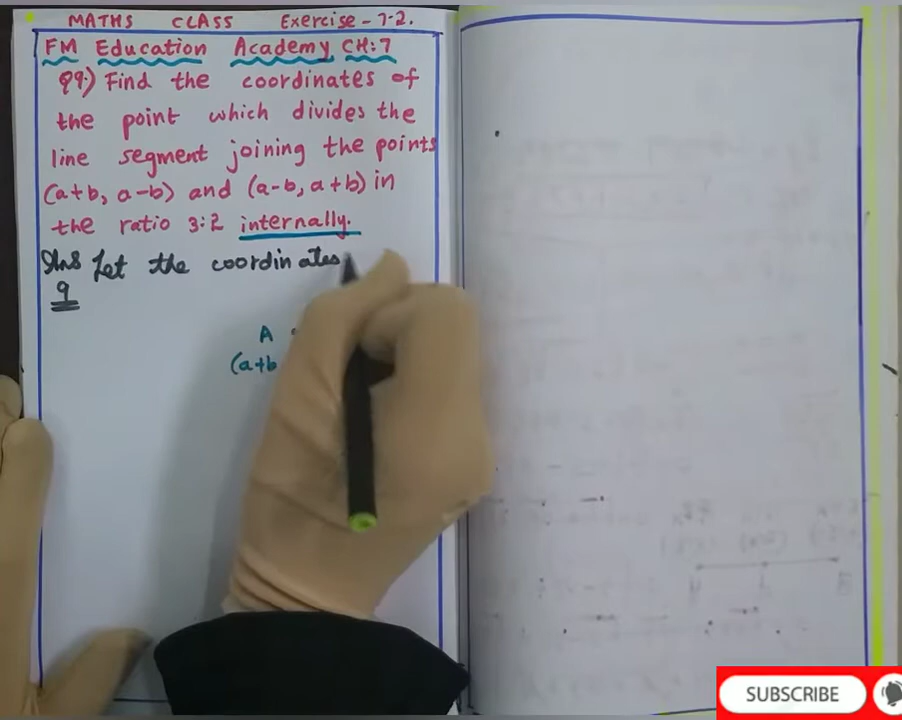 MATHS CLASS Exercise-7.2.
FM Education Academy CH:7
Q9.) Find the coordinates of
the point which divides the
line segment joining the points
(a+b, a-b) and (a-b, a+b) in
the ratio 3:2 internally.
Ans Let the coordinates
9
A
(a+b
SUBSCRIBE